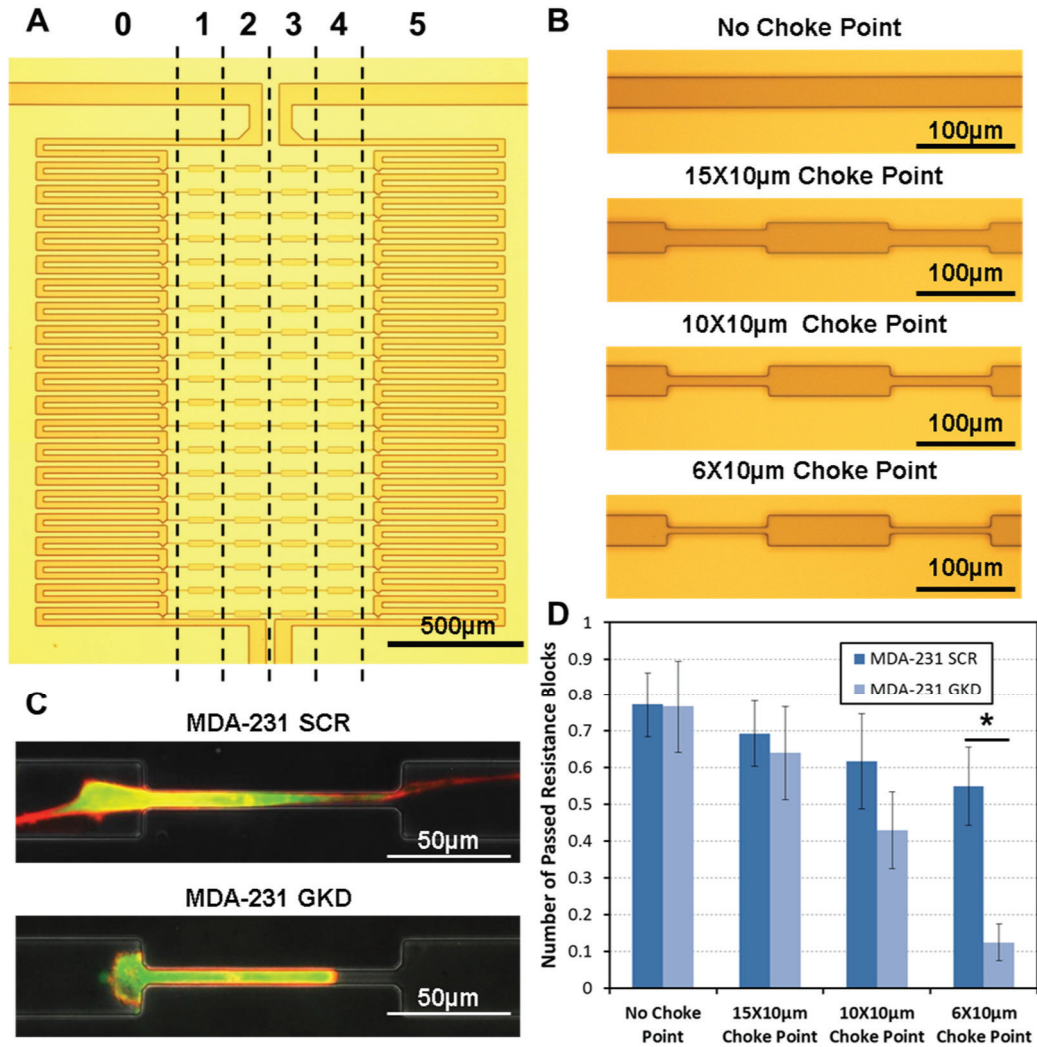 A
0 1 2 3 4 5
500µm
B
No Choke Point
100µm
15X10µm Choke Point
100µm
10X10µm Choke Point
100µm
6X10µm Choke Point
100µm
C
MDA-231 SCR
50µm
MDA-231 GKD
50µm
D
Number of Passed Resistance Blocks
1
0.9
0.8
0.7
0.6
0.5
0.4
0.3
0.2
0.1
0
MDA-231 SCR
MDA-231 GKD
*
No Choke
Point
15X10µm
Choke Point
10X10µm
Choke Point
6X10µm
Choke Point